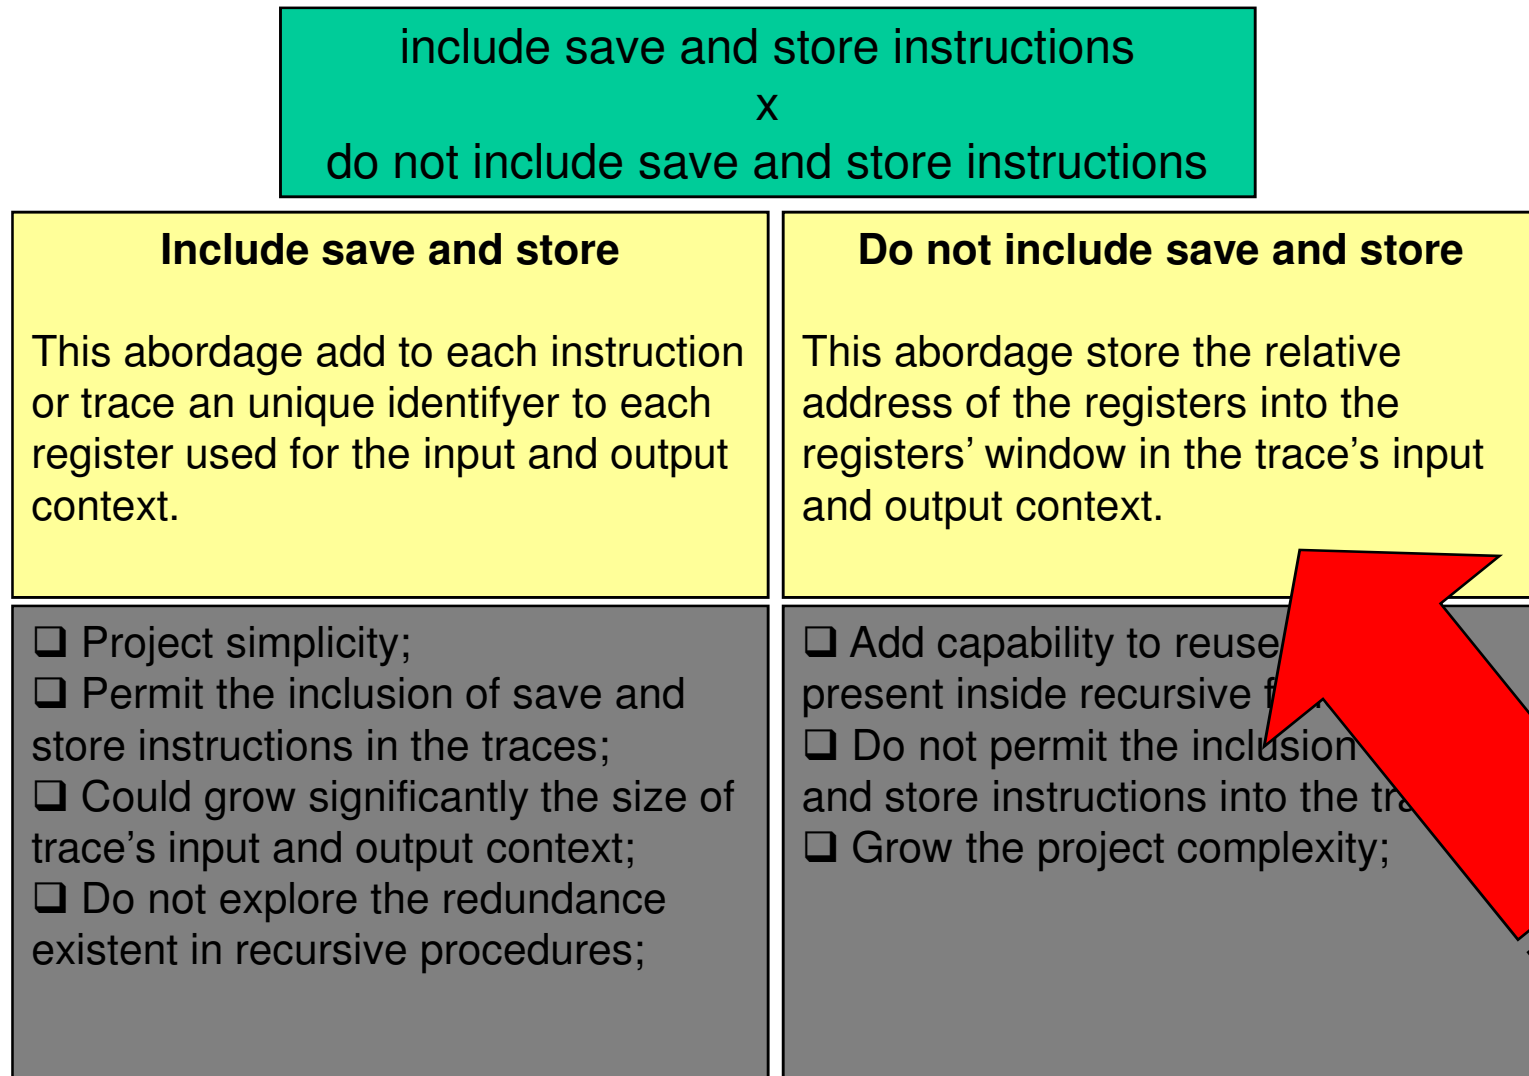 include save and store instructions
x
do not include save and store instructions
Include save and store
This abordage add to each instruction
or trace an unique identifyer to each
register used for the input and output
context.
Do not include save and store
This abordage store the relative
address of the registers into the
registers’ window in the trace’s input
and output context.
❑ Project simplicity;
❑ Permit the inclusion of save and
store instructions in the traces;
❑ Could grow significantly the size of
trace’s input and output context;
❑ Do not explore the redundance
existent in recursive procedures;
❑ Add capability to reuse
present inside recursive
❑ Do not permit the inclusion
and store instructions into the
❑ Grow the project complexity;